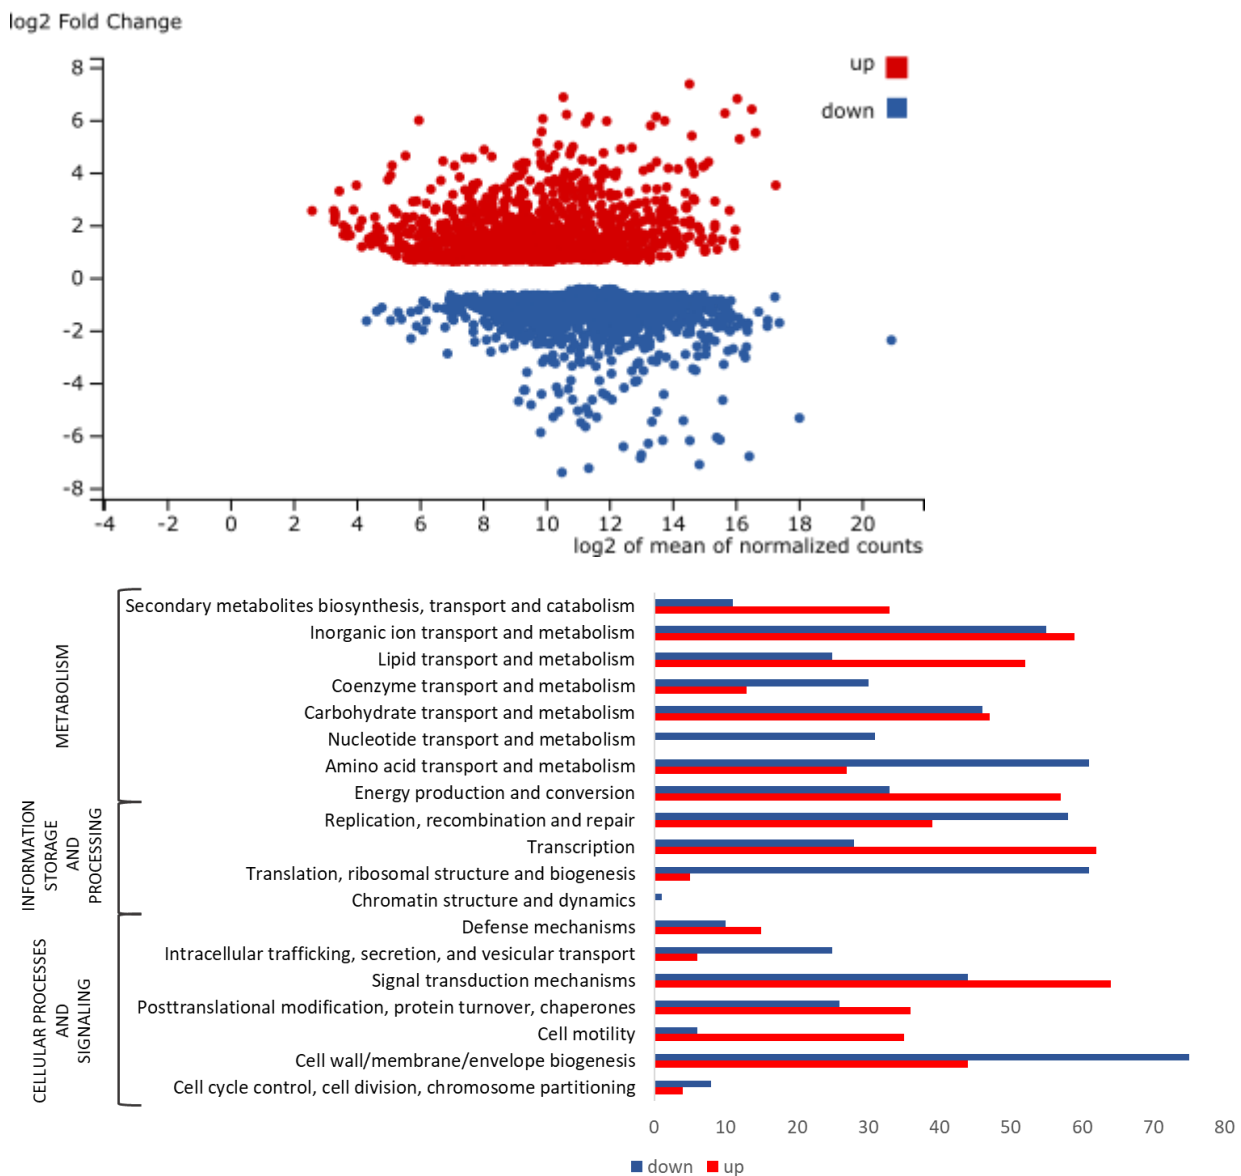 log2 Fold Change
up
down
8
6
4
2
0
-2
-4
-6
-8
-4 -2 0 2 4 6 8 10 12 14 16 18 20
log2 of mean of normalized counts
METABOLISM
Secondary metabolites biosynthesis, transport and catabolism
Inorganic ion transport and metabolism
Lipid transport and metabolism
Coenzyme transport and metabolism
Carbohydrate transport and metabolism
Nucleotide transport and metabolism
Amino acid transport and metabolism
Energy production and conversion
INFORMATION
STORAGE
AND
PROCESSING
Replication, recombination and repair
Transcription
Translation, ribosomal structure and biogenesis
Chromatin structure and dynamics
CELLULAR PROCESSES
AND
SIGNALING
Defense mechanisms
Intracellular trafficking, secretion, and vesicular transport
Signal transduction mechanisms
Posttranslational modification, protein turnover, chaperones
Cell motility
Cell wall/membrane/envelope biogenesis
Cell cycle control, cell division, chromosome partitioning
0 10 20 30 40 50 60 70 80
down up